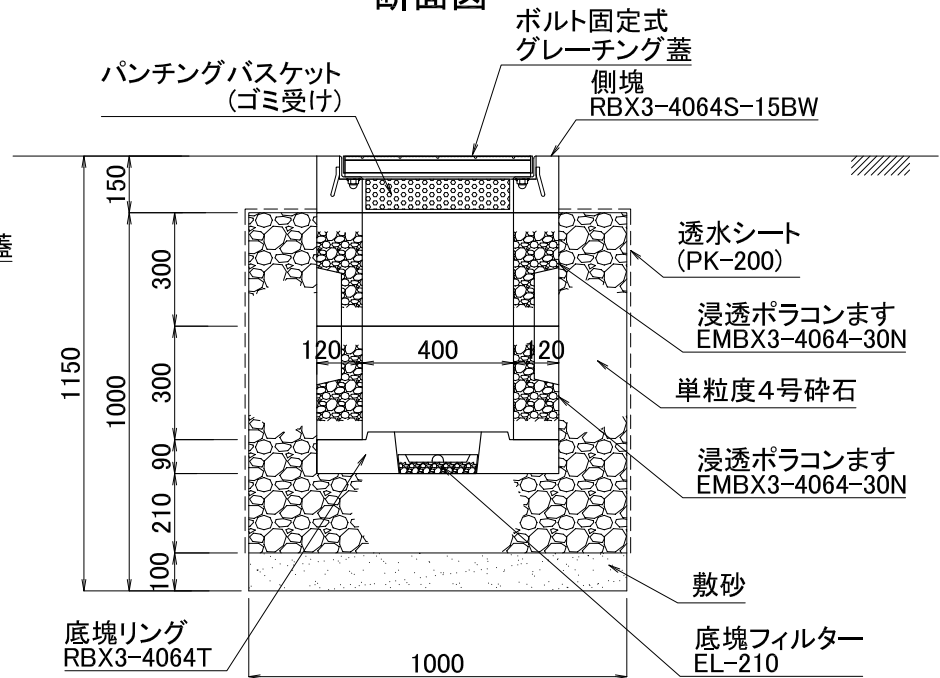 断面図
ボルト固定式
グレーチング蓋
パンチングバスケット
(ゴミ受け)
側塊
RBX3-4064S-15BW
150
蓋
透水シート
(PK-200)
300
浸透ポラコンます
EMBX3-4064-30N
120
400
120
1150
1000
300
単粒度4号砕石
90
浸透ポラコンます
EMBX3-4064-30N
210
100
敷砂
底塊リング
RBX3-4064T
底塊フィルター
EL-210
1000